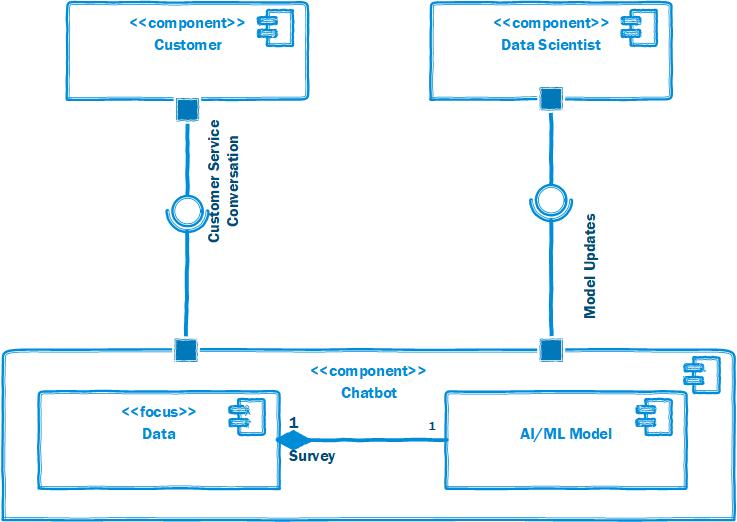 <<component>>
Customer
<<component>>
Data Scientist
Customer Service
Conversation
Model Updates
<<component>>
Chatbot
<<focus>>
Data
1
Survey
1
AI/ML Model